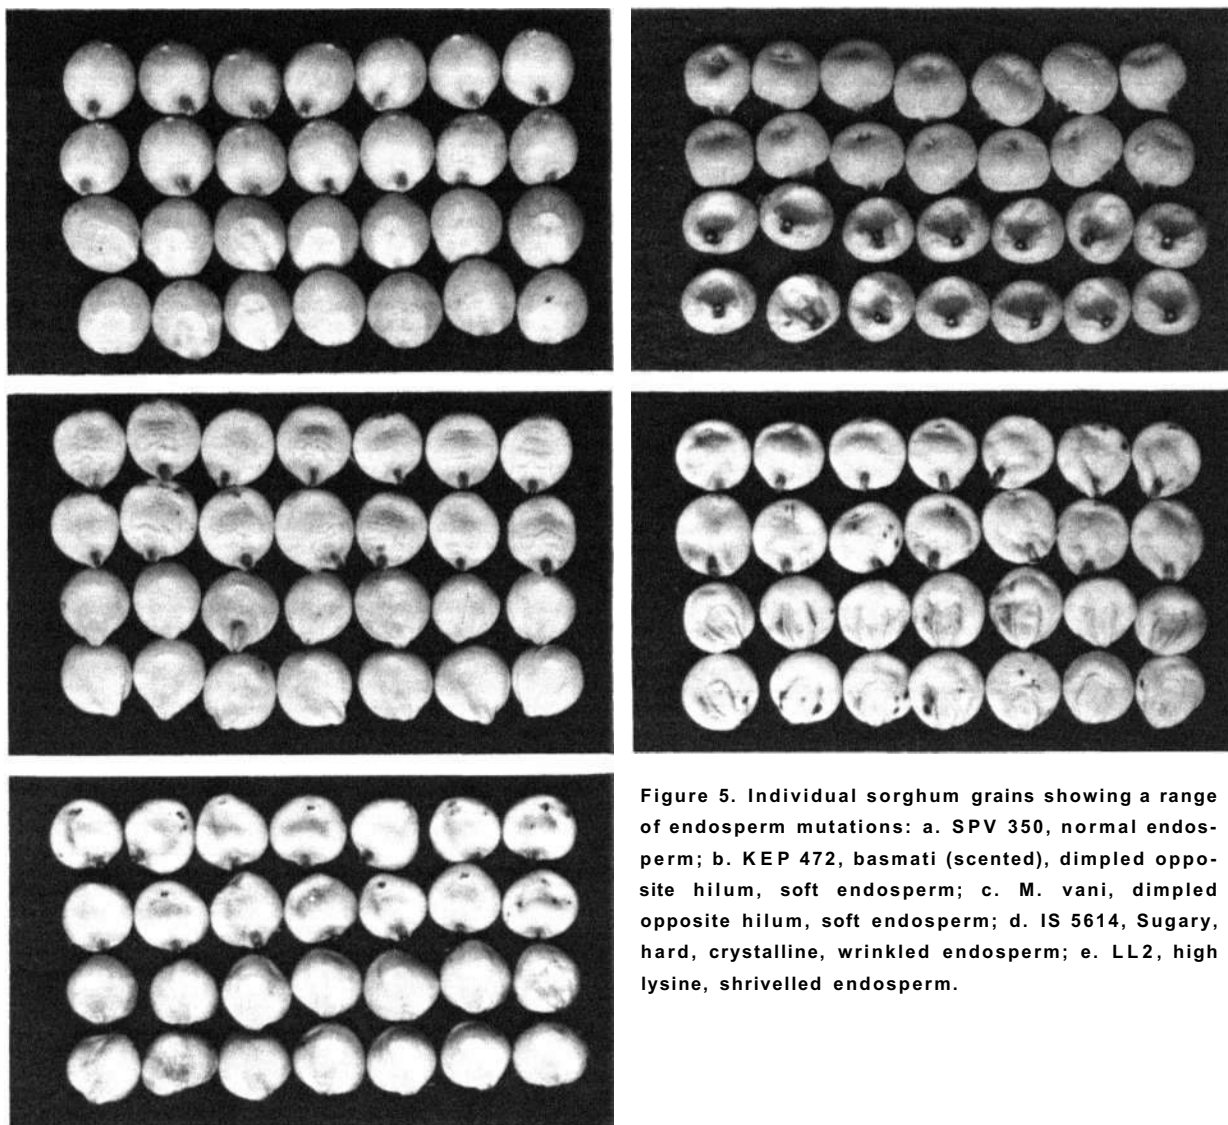 Figure 5. Individual sorghum grains showing a range
of endosperm mutations: a. SPV 350, normal endos-
perm; b. KEP 472, basmati (scented), dimpled oppo-
site hilum, soft endosperm; c. M. vani, dimpled
opposite hilum, soft endosperm; d. IS 5614, Sugary,
hard, crystalline, wrinkled endosperm; e. LL2, high
lysine, shrivelled endosperm.